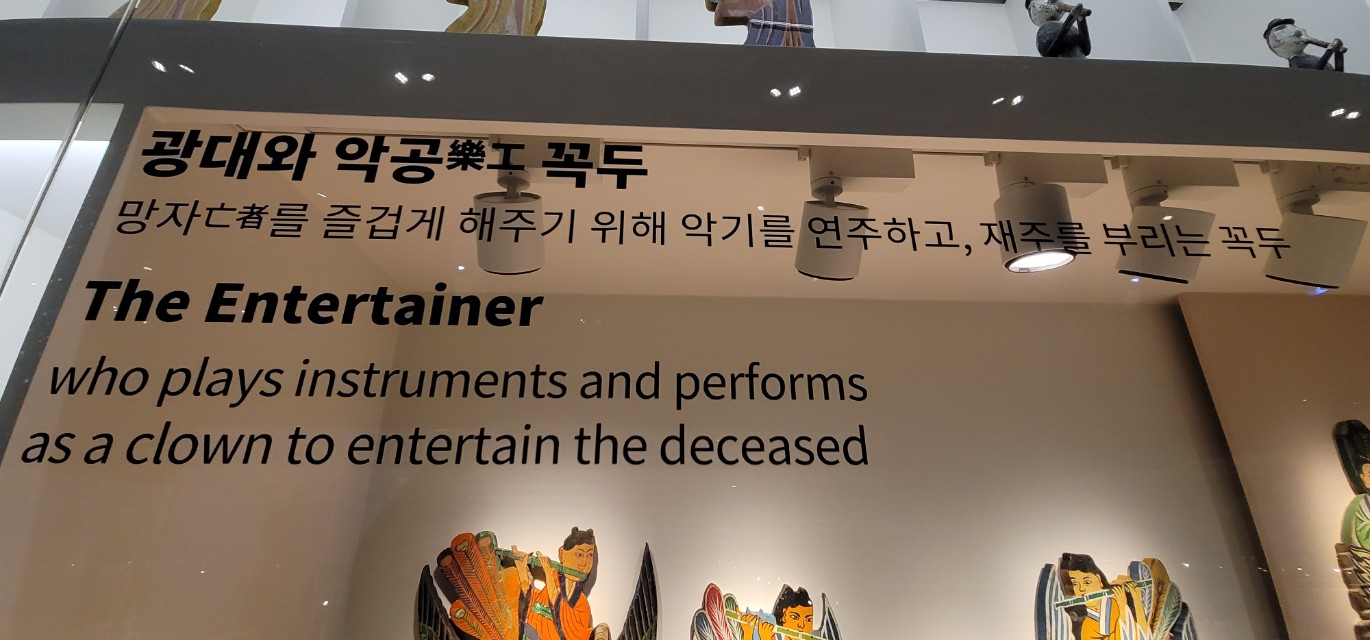 광대와 악공樂工 꼭두
망자亡者를 즐겁게 해주기 위해 악기를 연주하고, 재주를 부리는 꼭두
The Entertainer
who plays instruments and performs
as a clown to entertain the deceased